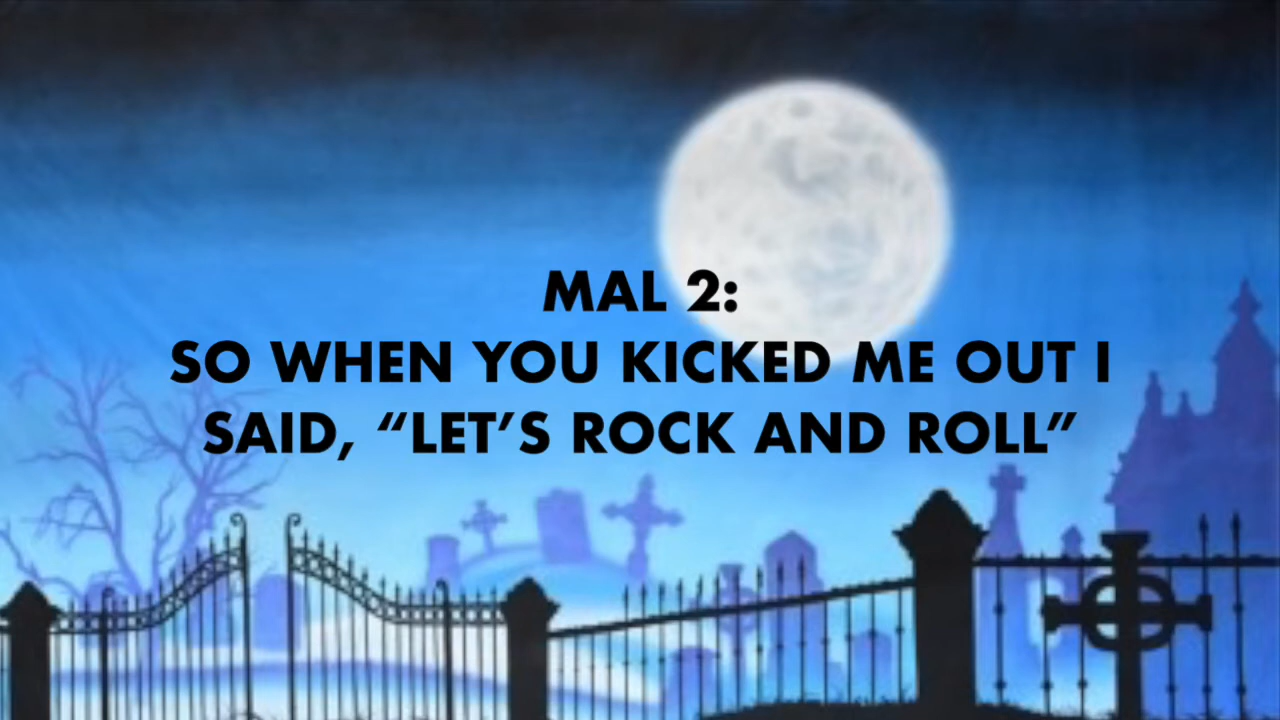 MAL 2:
SO WHEN YOU KICKED ME OUT I
SAID, “LET’S ROCK AND ROLL”